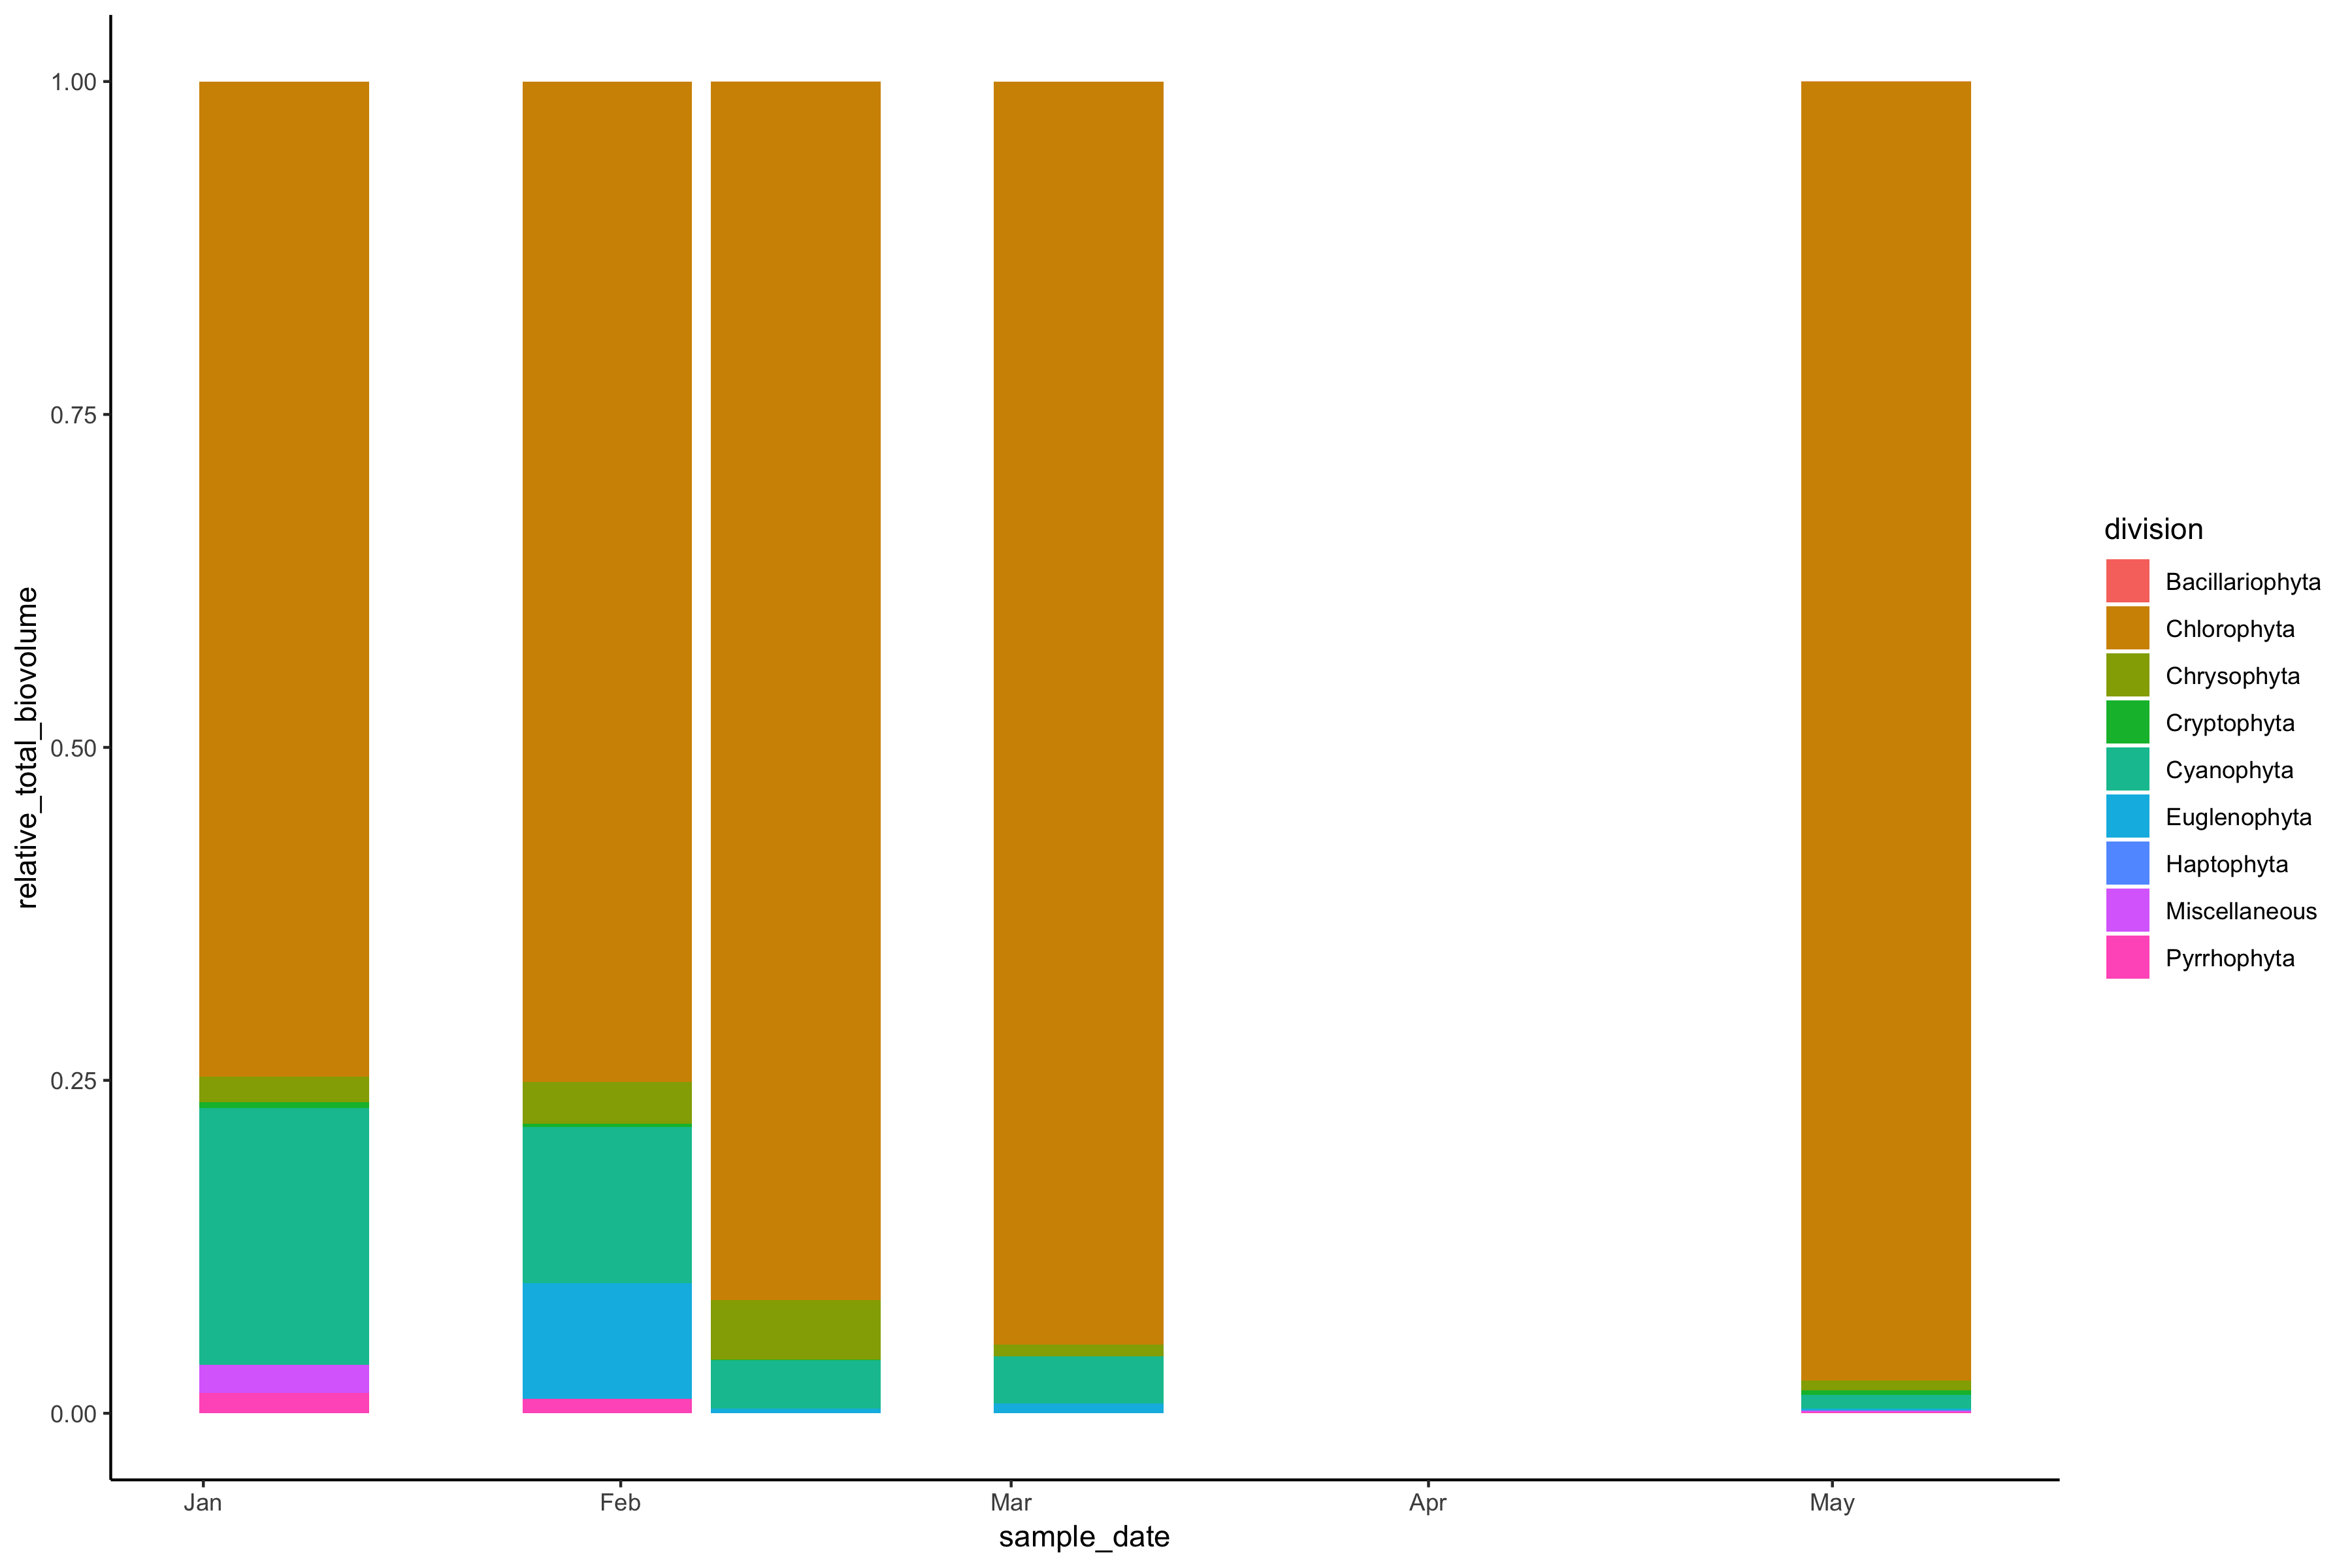 relative_total_biovolume
1.00
0.75
0.50
0.25
0.00
Jan
Feb
Mar
Apr
May
sample_date
division
Bacillariophyta
Chlorophyta
Chrysophyta
Cryptophyta
Cyanophyta
Euglenophyta
Haptophyta
Miscellaneous
Pyrrhophyta